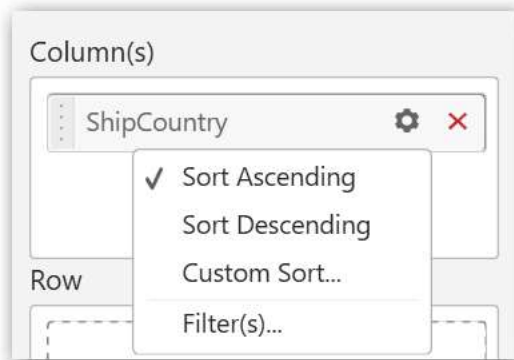 Column(s)
ShipCountry
Sort Ascending
Sort Descending
Custom Sort...
Row
Filter(s)...